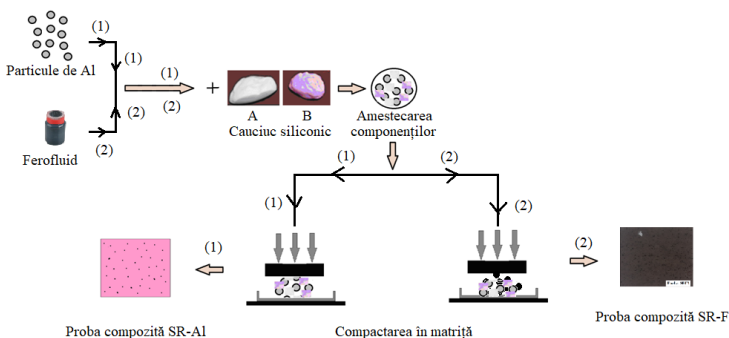 (1)
(1)
Particule de Al
(1)
(2)
(2)
(2)
Ferofluid
+
A B
Cauciuc siliconic
Amestecarea
componenților
(1)
(2)
(1)
(2)
(1)
(2)
Proba compozită SR-Al
Compactarea în matriță
Proba compozită SR-F